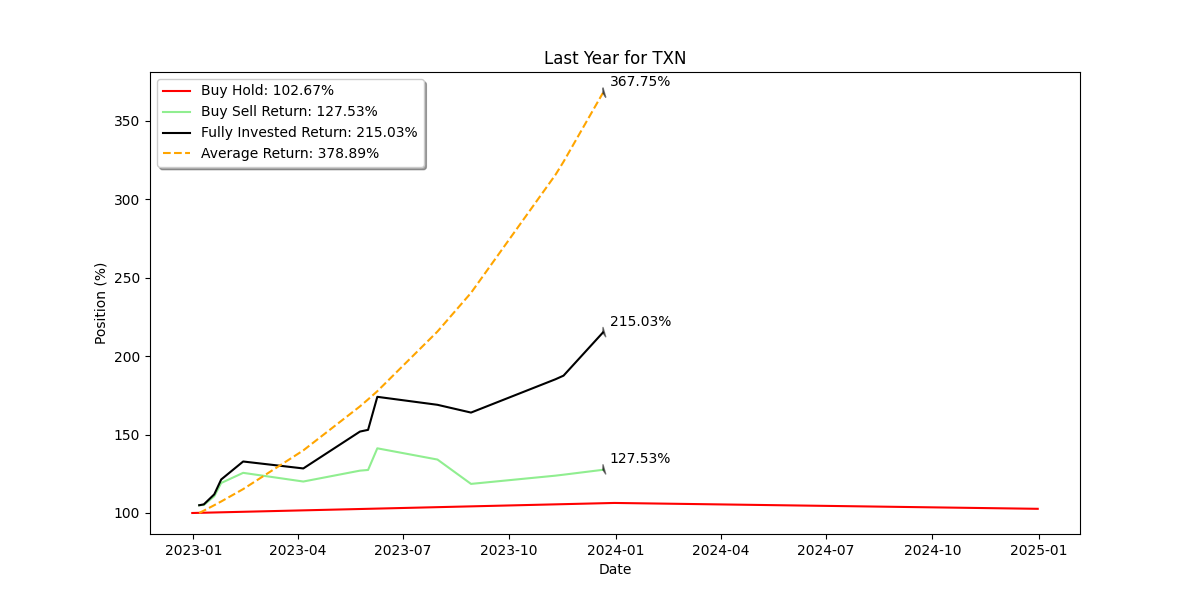 Last Year for TXN
Buy Hold: 102.67%
Buy Sell Return: 127.53%
Fully Invested Return: 215.03%
Average Return: 378.89%
367.75%
215.03%
127.53%
350
300
250
200
150
100
Position (%)
2023-01 2023-04 2023-07 2023-10 2024-01 2024-04 2024-07 2024-10 2025-01
Date